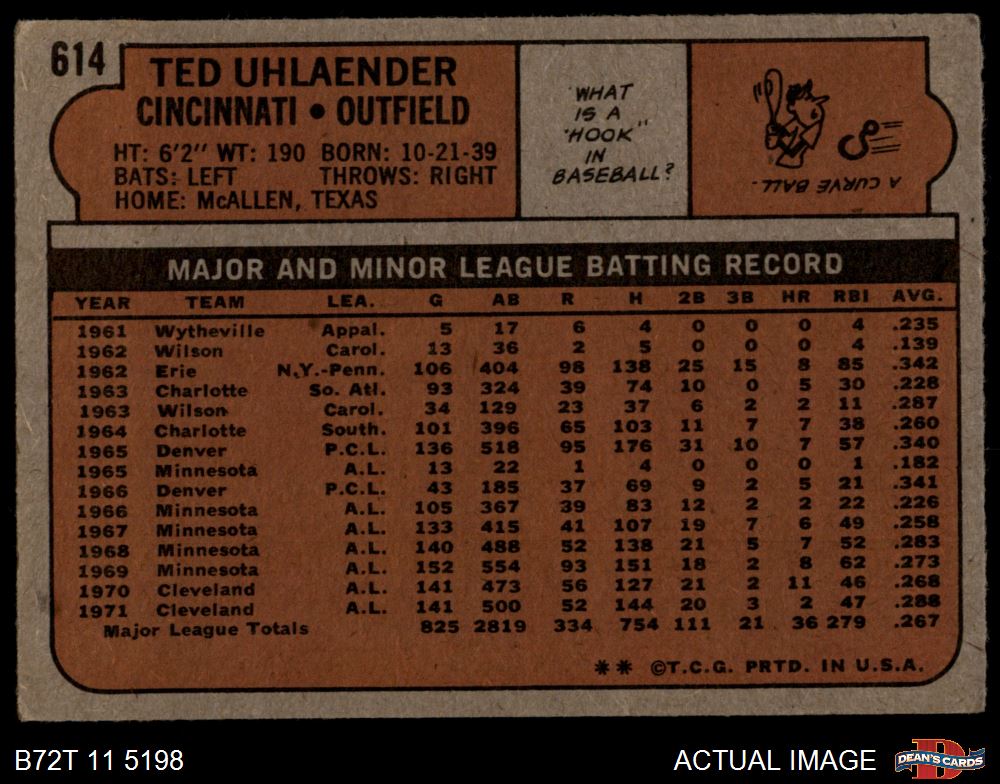 614
TED UHLAENDER
CINCINNATI • OUTFIELD
HT: 6'2" WT: 190 BORN: 10-21-39
BATS: LEFT THROWS: RIGHT
HOME: McALLEN, TEXAS
WHAT
IS A
"HOOK"
IN
BASEBALL?
A CURVE BALL.
MAJOR AND MINOR LEAGUE BATTING RECORD
YEAR TEAM LEA. G AB R H 2B 3B HR RBI AVG.
1961 Wytheville Appal. 5 17 6 4 0 0 0 4 .235
1962 Wilson Carol. 13 36 2 5 0 0 0 4 .139
1962 Erie N.Y.-Penn. 106 404 98 138 25 15 8 85 .342
1963 Charlotte So. Atl. 93 324 39 74 10 0 5 30 .228
1963 Wilson Carol. 34 129 23 37 6 2 2 11 .287
1964 Charlotte South. 101 396 65 103 11 7 7 38 .260
1965 Denver P.C.L. 136 518 95 176 31 10 7 57 .340
1965 Minnesota A.L. 13 22 1 4 0 0 0 1 .182
1966 Denver P.C.L. 43 185 37 69 9 2 5 21 .341
1966 Minnesota A.L. 105 367 39 83 12 2 2 22 .226
1967 Minnesota A.L. 133 415 41 107 19 7 6 49 .258
1968 Minnesota A.L. 140 488 52 138 21 5 7 52 .283
1969 Minnesota A.L. 152 554 93 151 18 2 8 62 .273
1970 Cleveland A.L. 141 473 56 127 21 2 11 46 .268
1971 Cleveland A.L. 141 500 52 144 20 3 2 47 .288
Major League Totals 825 2819 334 754 111 21 36 279 .267
** ©T.C.G. PRTD. IN U.S.A.
B72T 11 5198
ACTUAL IMAGE
D
DEAN'S CARDS